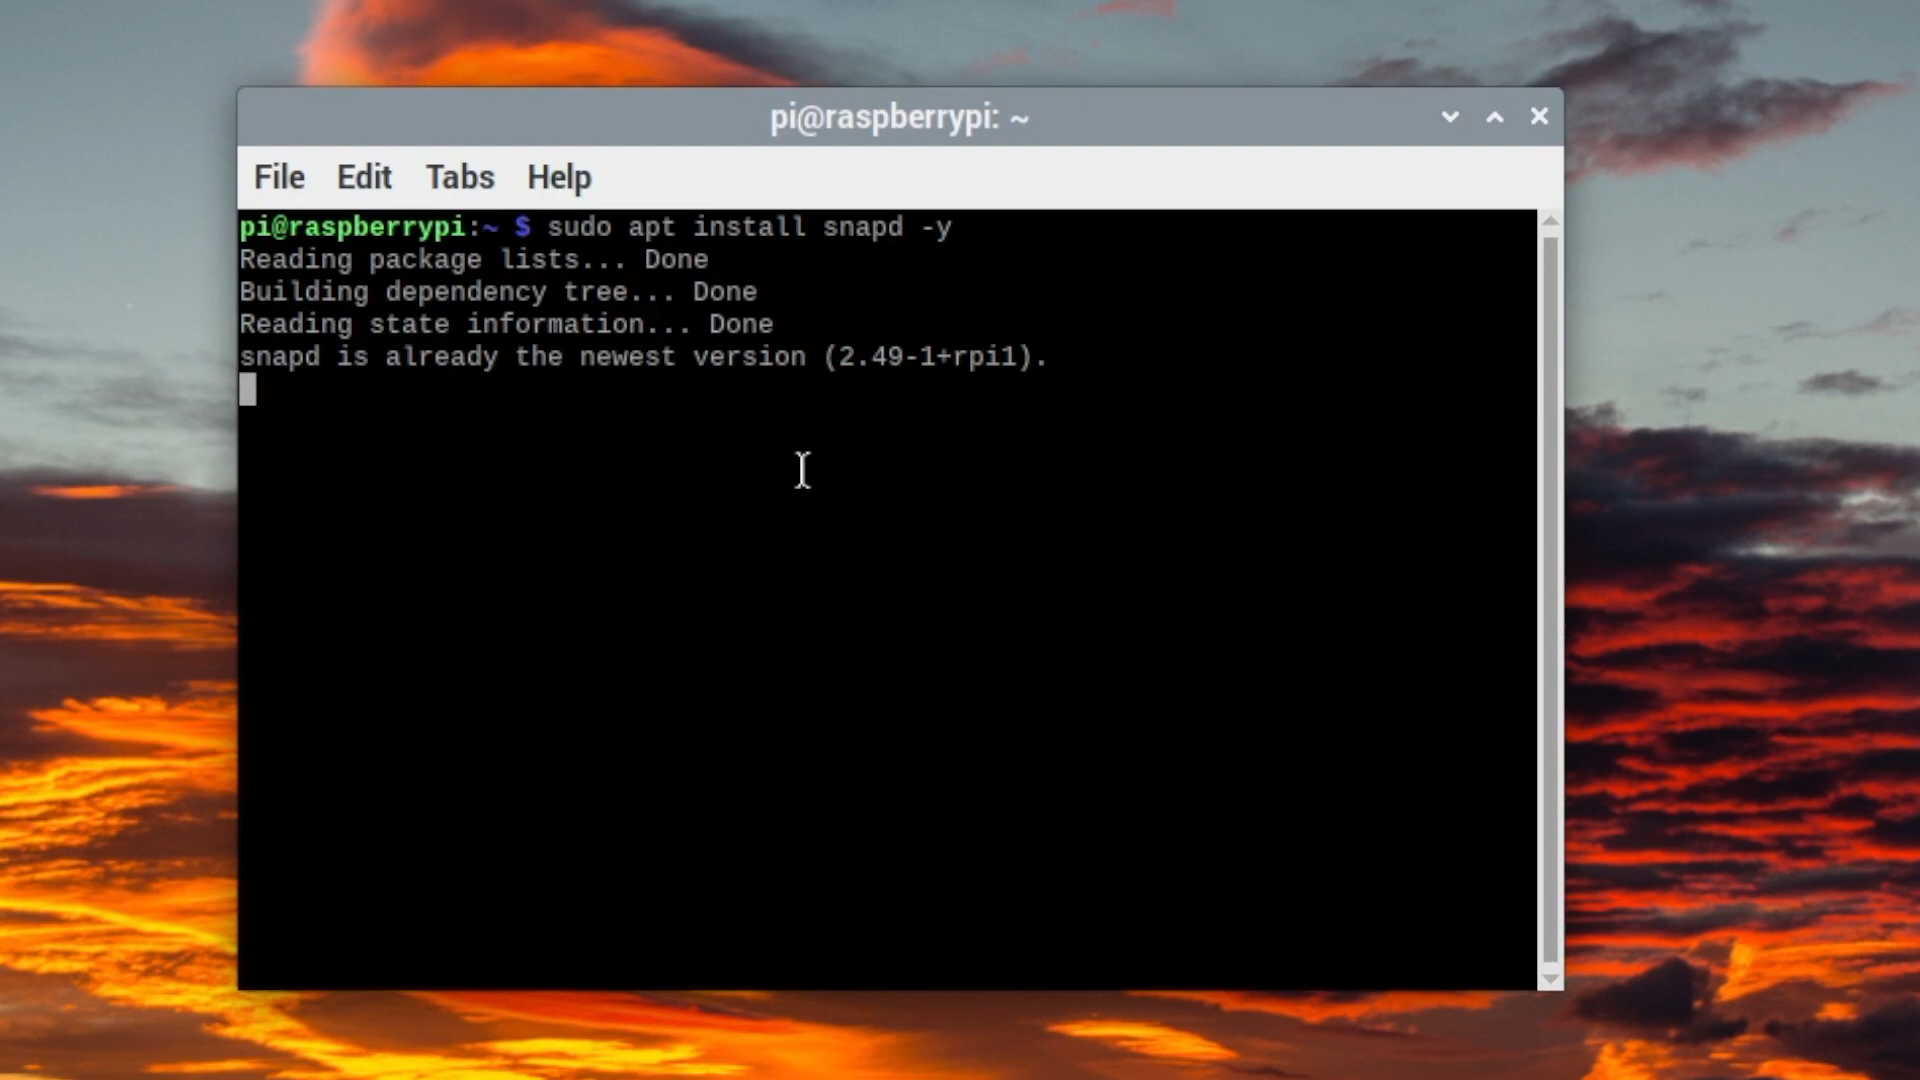 pi@raspberrypi: ~
File Edit Tabs Help
pi@raspberrypi:~ $ sudo apt install snapd -y
Reading package lists... Done
Building dependency tree... Done
Reading state information... Done
snapd is already the newest version (2.49-1+rpi1).